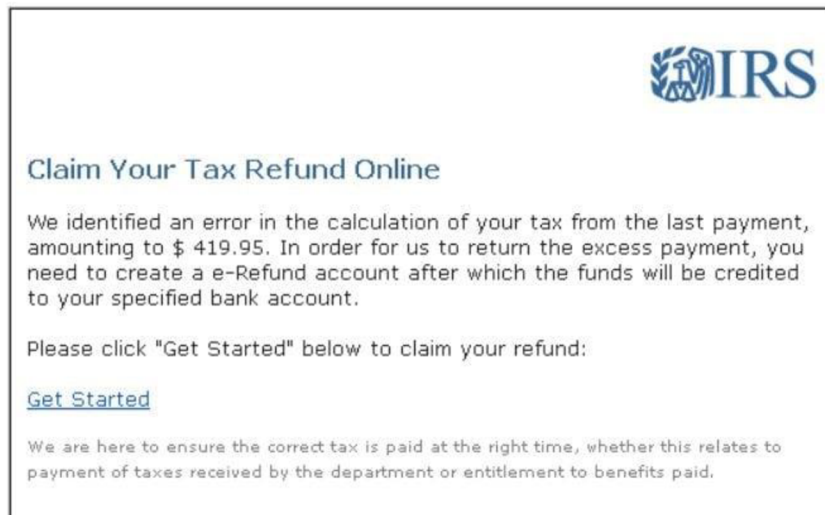 IRS
Claim Your Tax Refund Online
We identified an error in the calculation of your tax from the last payment,
amounting to $ 419.95. In order for us to return the excess payment, you
need to create a e-Refund account after which the funds will be credited
to your specified bank account.
Please click "Get Started" below to claim your refund:
Get Started
We are here to ensure the correct tax is paid at the right time, whether this relates to
payment of taxes received by the department or entitlement to benefits paid.